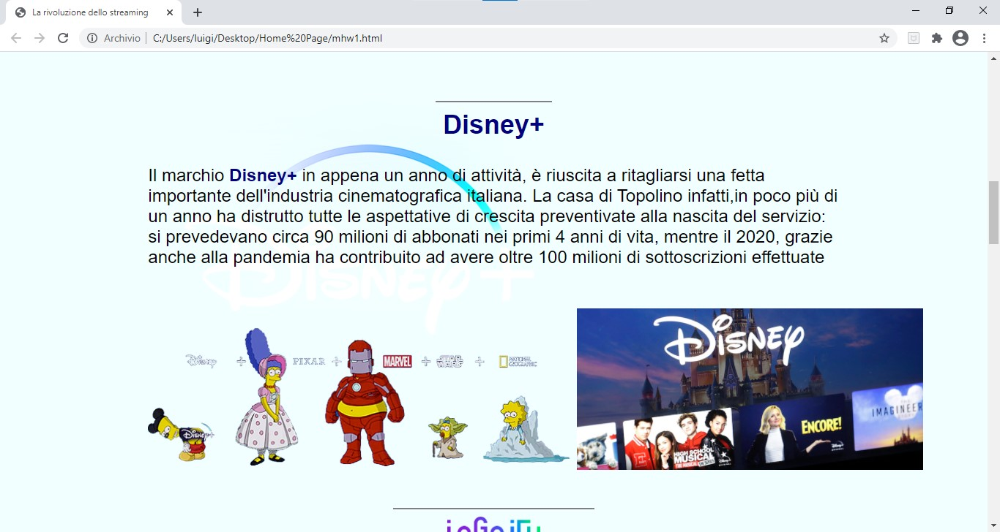 La rivoluzione dello streaming
Archivio C:/Users/luigi/Desktop/Home%20Page/mhw1.html
Disney+
Il marchio Disney+ in appena un anno di attività, è riuscita a ritagliarsi una fetta
importante dell'industria cinematografica italiana. La casa di Topolino infatti,in poco più di
un anno ha distrutto tutte le aspettative di crescita preventivate alla nascita del servizio:
si prevedevano circa 90 milioni di abbonati nei primi 4 anni di vita, mentre il 2020, grazie
anche alla pandemia ha contribuito ad avere oltre 100 milioni di sottoscrizioni effettuate
DISNEY+
Disney + PIXAR + MARVEL + STAR WARS + NATIONAL GEOGRAPHIC
Disney+
DISNEY
IMAGINEER
ENCORE!
HIGH SCHOOL
MUSICAL
THE MUSICAL